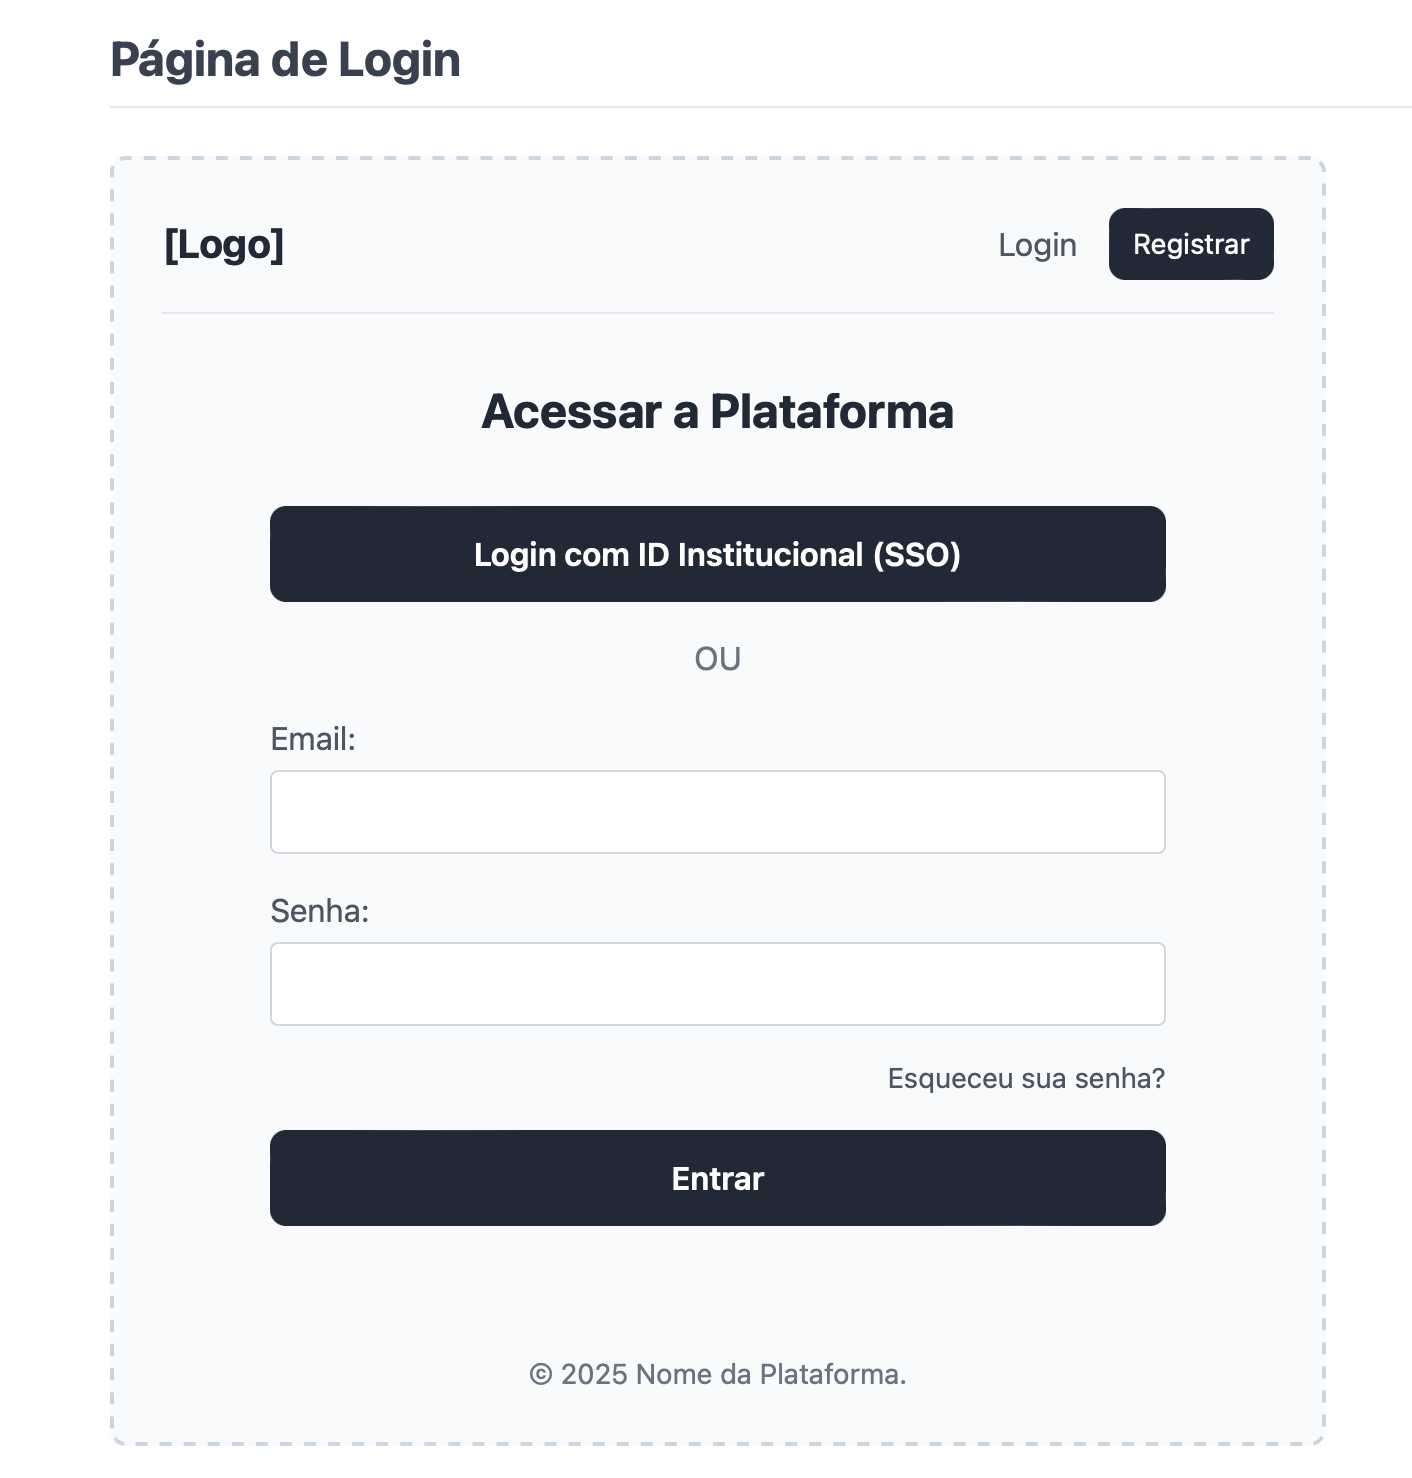 Página de Login
[Logo]
Login
Registrar
Acessar a Plataforma
Login com ID Institucional (SSO)
OU
Email:
Senha:
Esqueceu sua senha?
Entrar
© 2025 Nome da Plataforma.